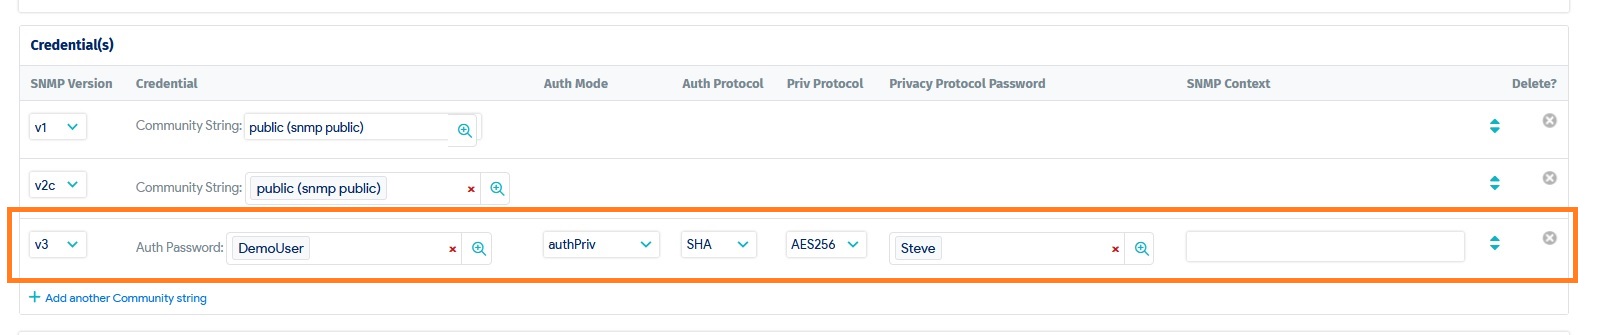 Credential(s)
SNMP Version Credential Auth Mode Auth Protocol Priv Protocol Privacy Protocol Password SNMP Context Delete?
v1 Community String: public (snmp public)
v2c Community String: public (snmp public) ×
v3 Auth Password: DemoUser × authPriv SHA AES256 Steve ×
+ Add another Community string